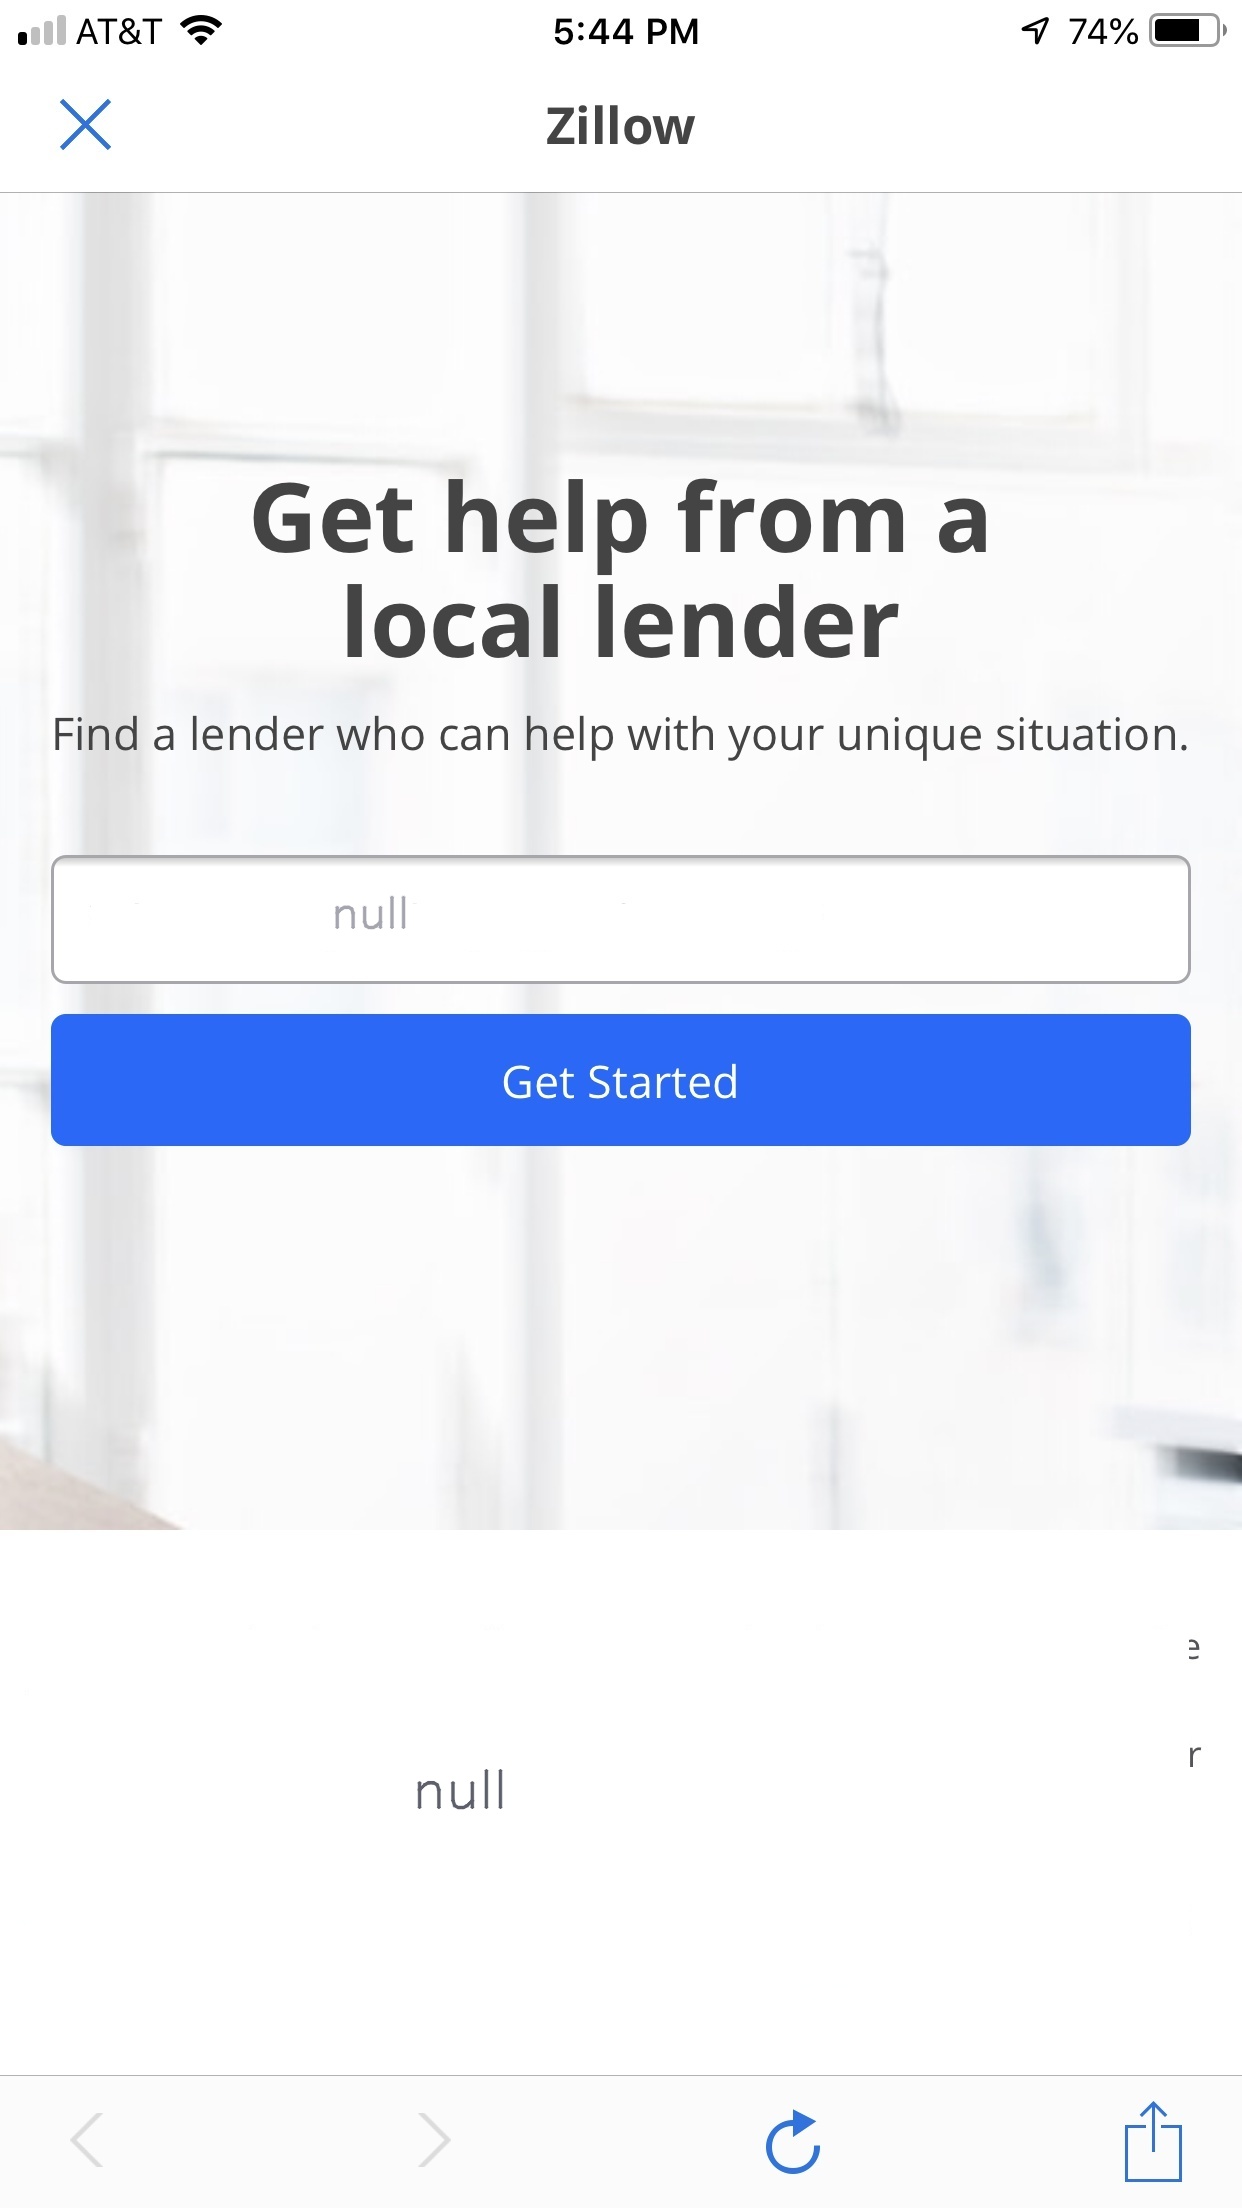 AT&T 5:44 PM 74%
Zillow
Get help from a
local lender
Find a lender who can help with your unique situation.
null
Get Started
e
r
null